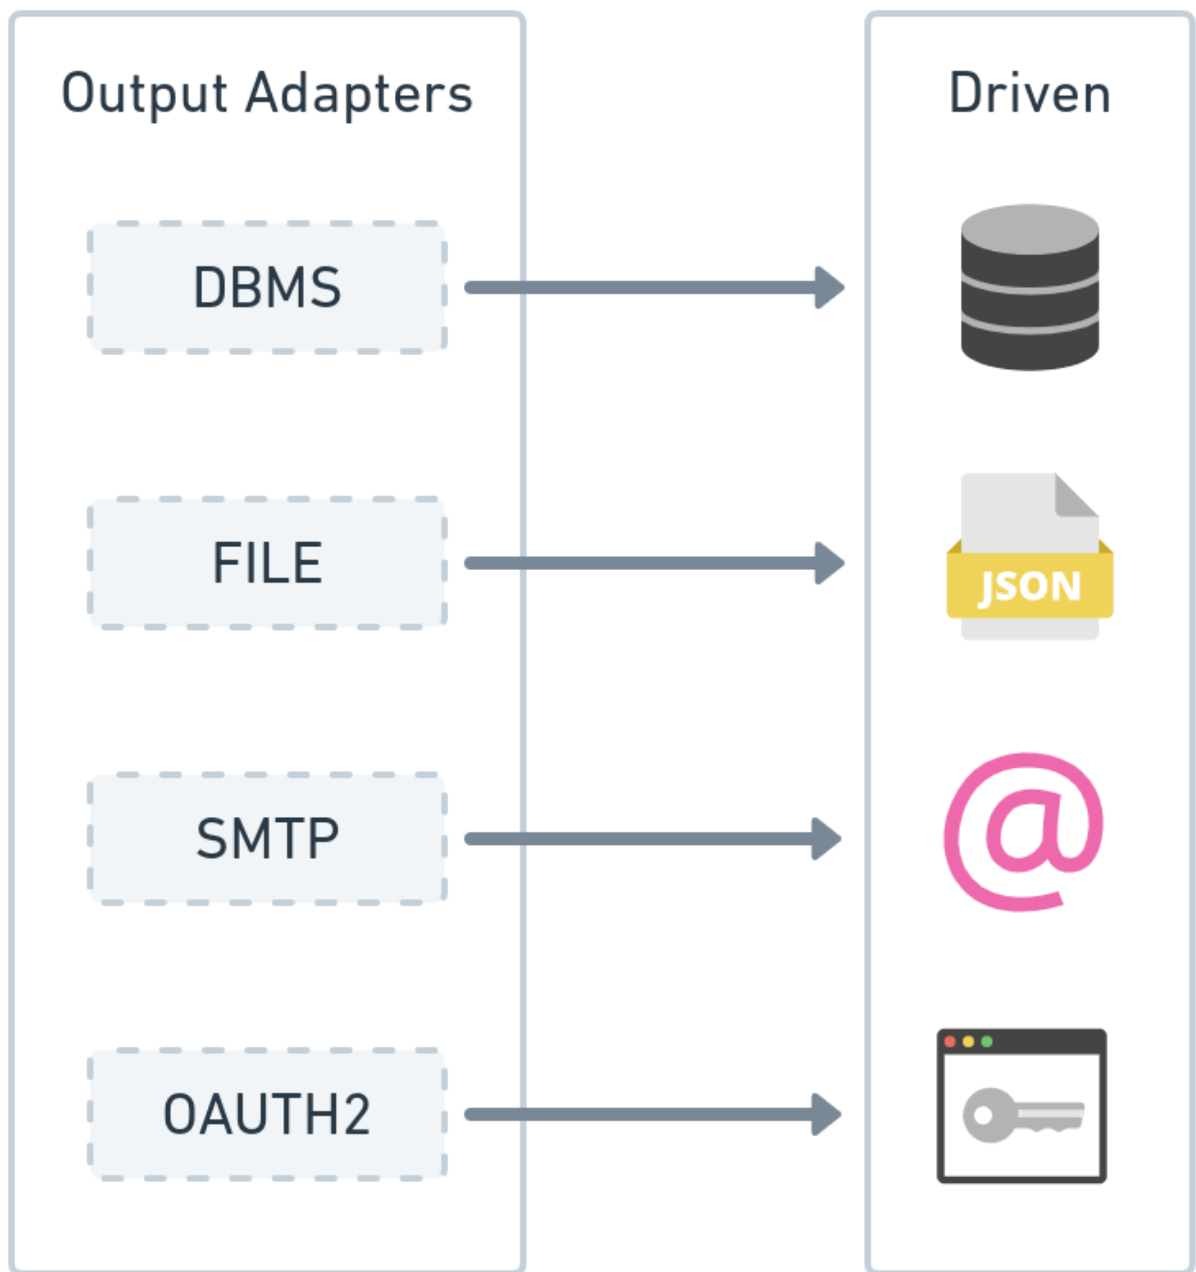 Output Adapters
Driven
DBMS
FILE
JSON
SMTP
@
OAUTH2